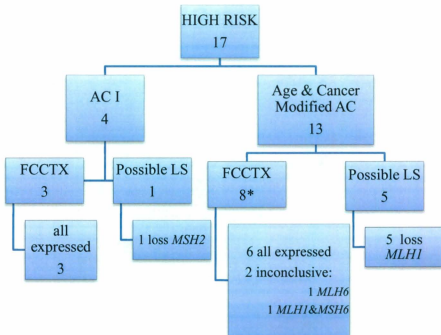 HIGH RISK
17
AC I
4
Age & Cancer
Modified AC
13
FCCTX
3
Possible LS
1
FCCTX
8*
Possible LS
5
all
expressed
3
1 loss MSH2
6 all expressed
2 inconclusive:
1 MLH6
1 MLH1&MSH6
5 loss
MLH1